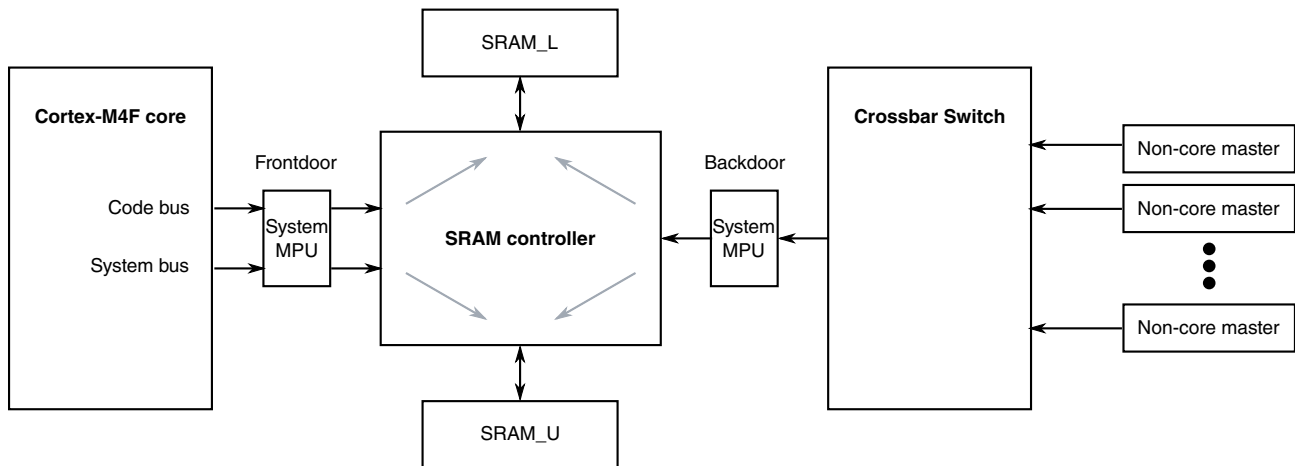 SRAM_L
Cortex-M4F core
Crossbar Switch
Frontdoor
Backdoor
Non-core master
Code bus
System
MPU
SRAM controller
System
MPU
Non-core master
System bus
Non-core master
SRAM_U